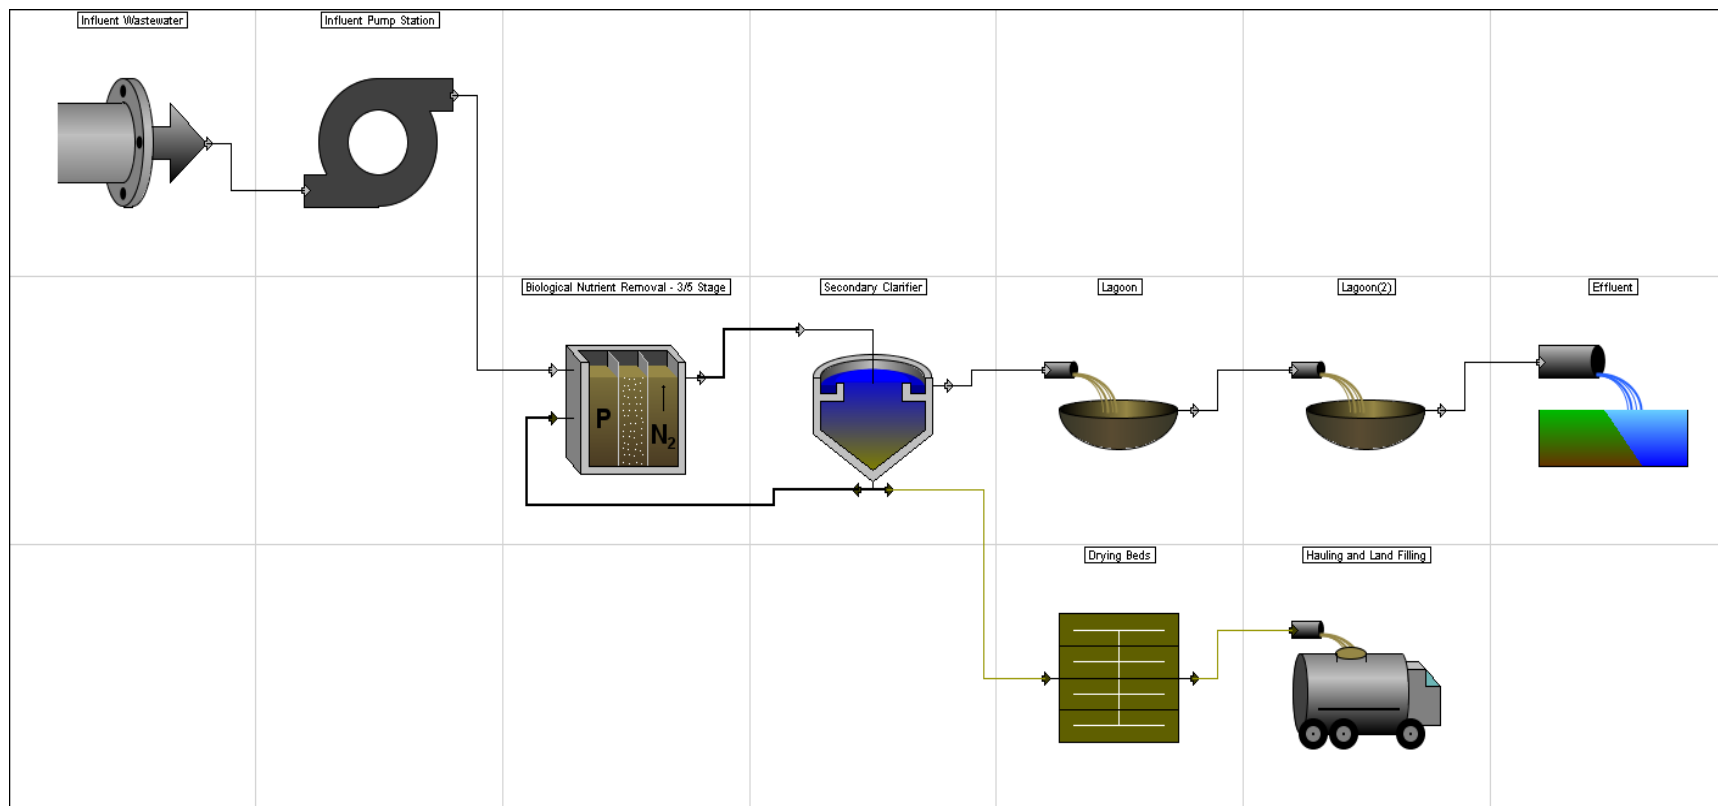 Influent Wastewater
Influent Pump Station
Biological Nutrient Removal - 3/5 Stage
Secondary Clarifier
Lagoon
Lagoon(2)
Effluent
P
N2
Drying Beds
Hauling and Land Filling